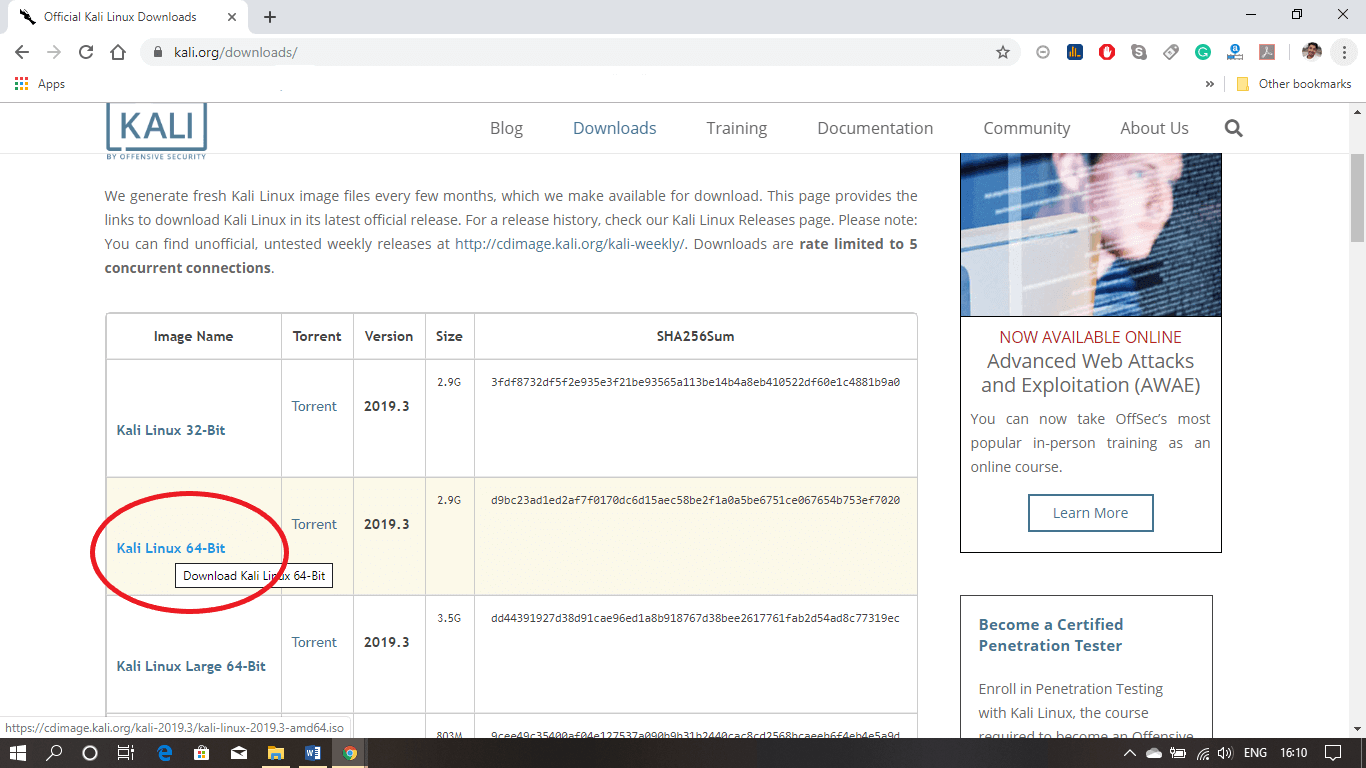 Official Kali Linux Downloads
kali.org/downloads/
Apps
Other bookmarks
KALI
BY OFFENSIVE SECURITY
Blog
Downloads
Training
Documentation
Community
About Us
We generate fresh Kali Linux image files every few months, which we make available for download. This page provides the
links to download Kali Linux in its latest official release. For a release history, check our Kali Linux Releases page. Please note:
You can find unofficial, untested weekly releases at http://cdimage.kali.org/kali-weekly/. Downloads are rate limited to 5
concurrent connections.
Image Name Torrent Version Size SHA256Sum
Kali Linux 32-Bit Torrent 2019.3 2.9G 3fdf8732df5f2e935e3f21be93565a113be14b4a8eb410522df60e1c4881b9a0
Kali Linux 64-Bit Torrent 2019.3 2.9G d9bc23ad1ed2af7f0170dc6d15aec58be2f1a0a5be6751ce067654b753ef7020
Download Kali Linux 64-Bit
Kali Linux Large 64-Bit Torrent 2019.3 3.5G dd44391927d38d91cae96ed1a8b918767d38bee2617761fab2d54ad8c77319ec
803M
NOW AVAILABLE ONLINE
Advanced Web Attacks
and Exploitation (AWAE)
You can now take OffSec's most
popular in-person training as an
online course.
Learn More
Become a Certified
Penetration Tester
Enroll in Penetration Testing
with Kali Linux, the course
required to become an Offensive
https://cdimage.kali.org/kali-2019.3/kali-linux-2019.3-amd64.iso
ENG
16:10